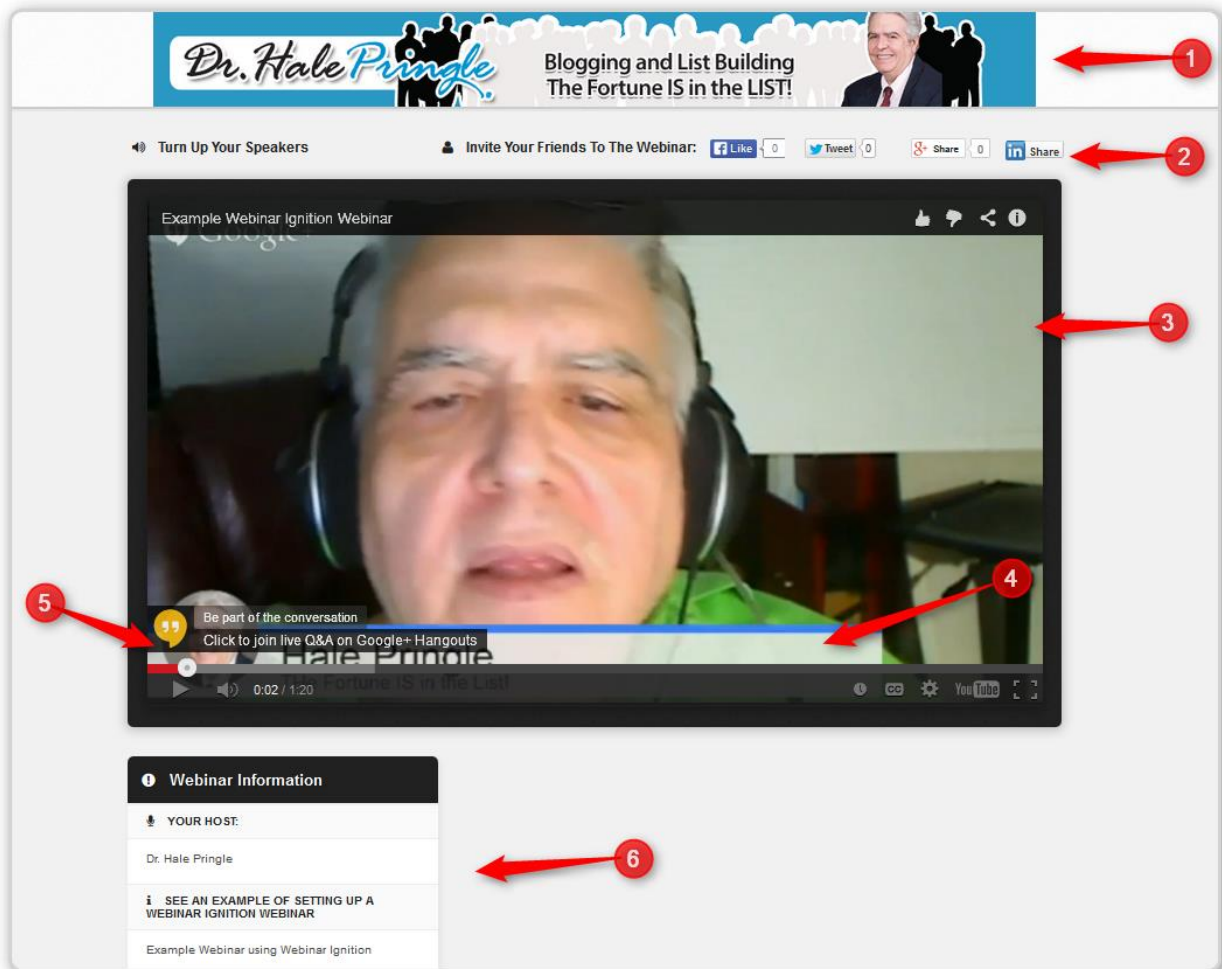 Dr. Hale Pringle
Blogging and List Building
The Fortune IS in the LIST!
1
Turn Up Your Speakers
Invite Your Friends To The Webinar:
Like 0
Tweet 0
Share 0
in Share
2
Example Webinar Ignition Webinar
Google+
3
4
5
Be part of the conversation
Click to join live Q&A on Google+ Hangouts
Hale Pringle
The Fortune IS in the List!
0:02 / 1:20
CC
YouTube
Webinar Information
YOUR HOST:
Dr. Hale Pringle
6
SEE AN EXAMPLE OF SETTING UP A
WEBINAR IGNITION WEBINAR
Example Webinar using Webinar Ignition